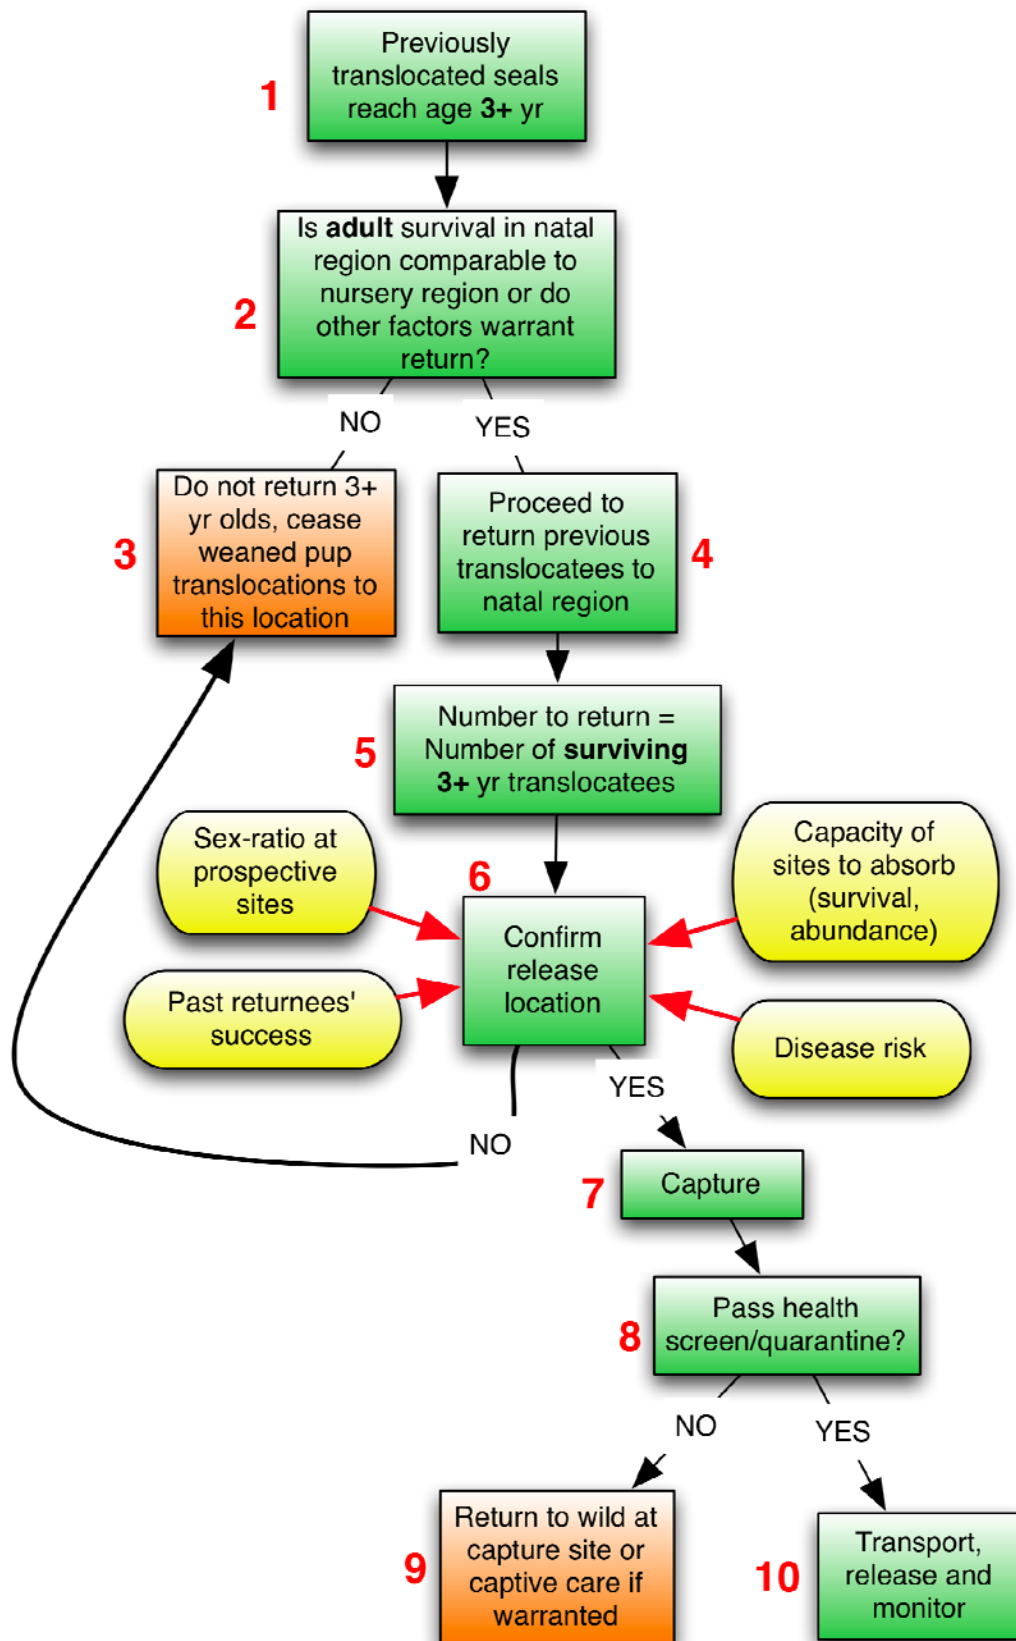 Previously
translocated seals
reach age 3+ yr
1
Is adult survival in natal
region comparable to
nursery region or do
other factors warrant
return?
2
NO
YES
Do not return 3+
yr olds, cease
weaned pup
translocations to
this location
3
Proceed to
return previous
translocatees to
natal region
4
Number to return =
Number of surviving
3+ yr translocatees
5
Sex-ratio at
prospective
sites
Capacity of
sites to absorb
(survival,
abundance)
6
Confirm
release
location
Past returnees'
success
Disease risk
NO
YES
7
Capture
8
Pass health
screen/quarantine?
NO
YES
9
Return to wild at
capture site or
captive care if
warranted
10
Transport,
release and
monitor